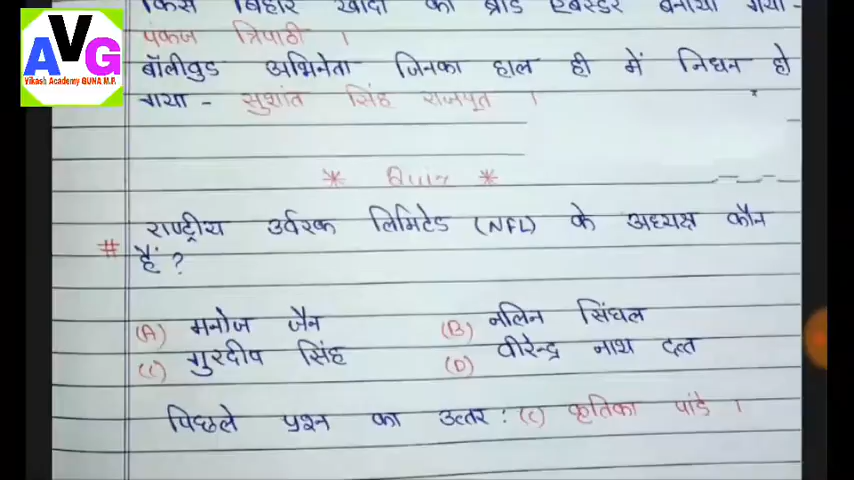 किसे बिहार खादी का ब्रांड एंबेस्डर बनाया गया -
पंकज त्रिपाठी ।
बॉलीवुड अभिनेता जिनका हाल ही में निधन हो
गया - सुशांत सिंह राजपूत ।
AVG
Vikash Academy GUNA M.P.
* Quiz *
# राष्ट्रीय उर्वरक लिमिटेड (NFL) के अध्यक्ष कौन
हैं ?
(A) मनोज जैन (B) नलिन सिंघल
(C) गुरदीप सिंह (D) वीरेन्द्र नाथ दत्त
पिछले प्रश्न का उत्तर : (C) कृतिका पांडे ।